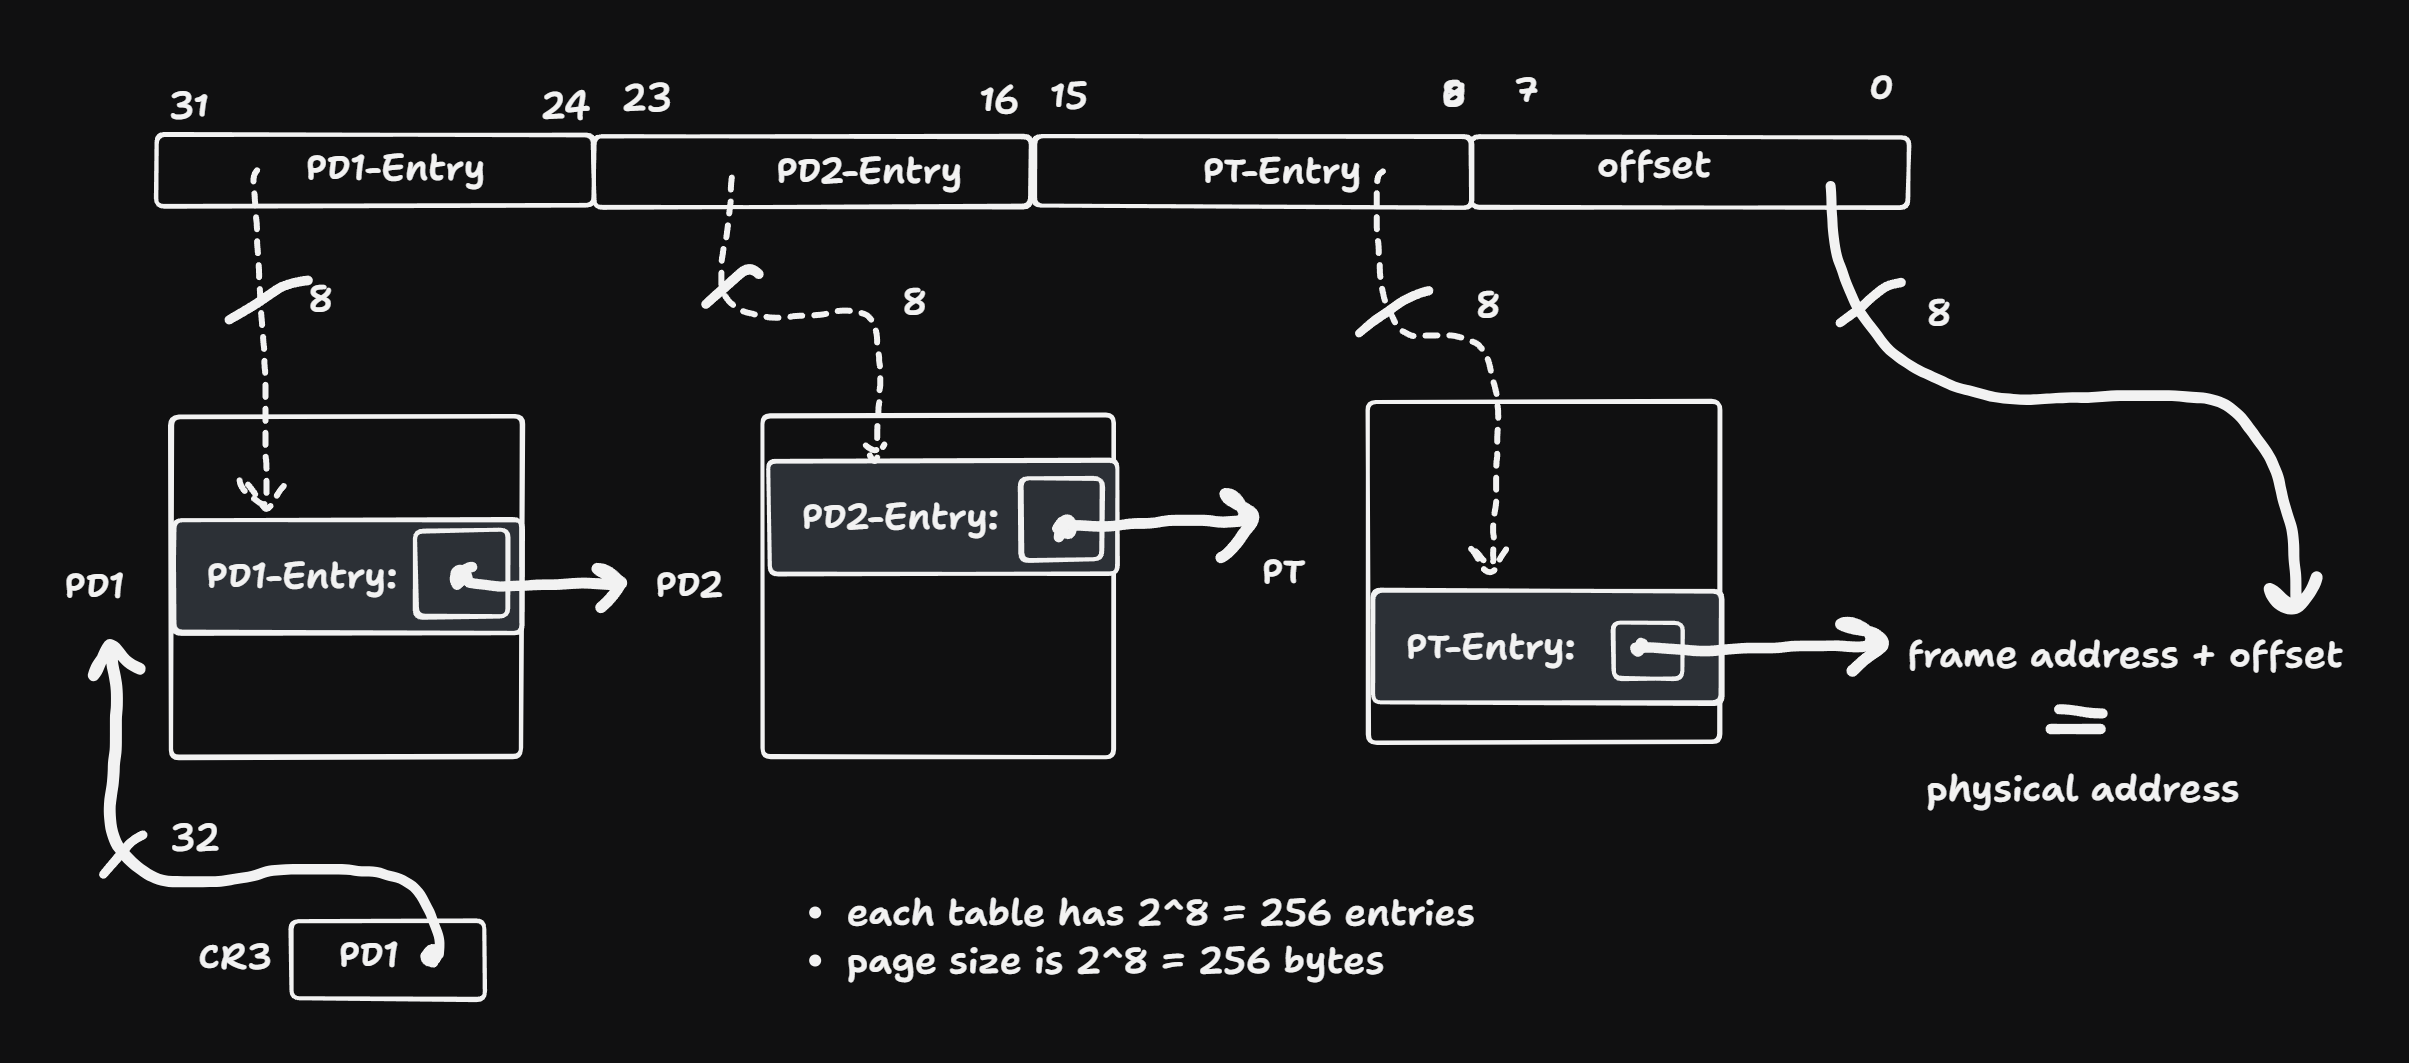 31 24 23 16 15 8 7 0
PD1-Entry PD2-Entry PT-Entry offset
8 8 8 8
PD1-Entry: PD2-Entry: PT-Entry:
PD1 PD2 PT
frame address + offset
=
physical address
32
CR3 PD1
• each table has 2^8 = 256 entries
• page size is 2^8 = 256 bytes